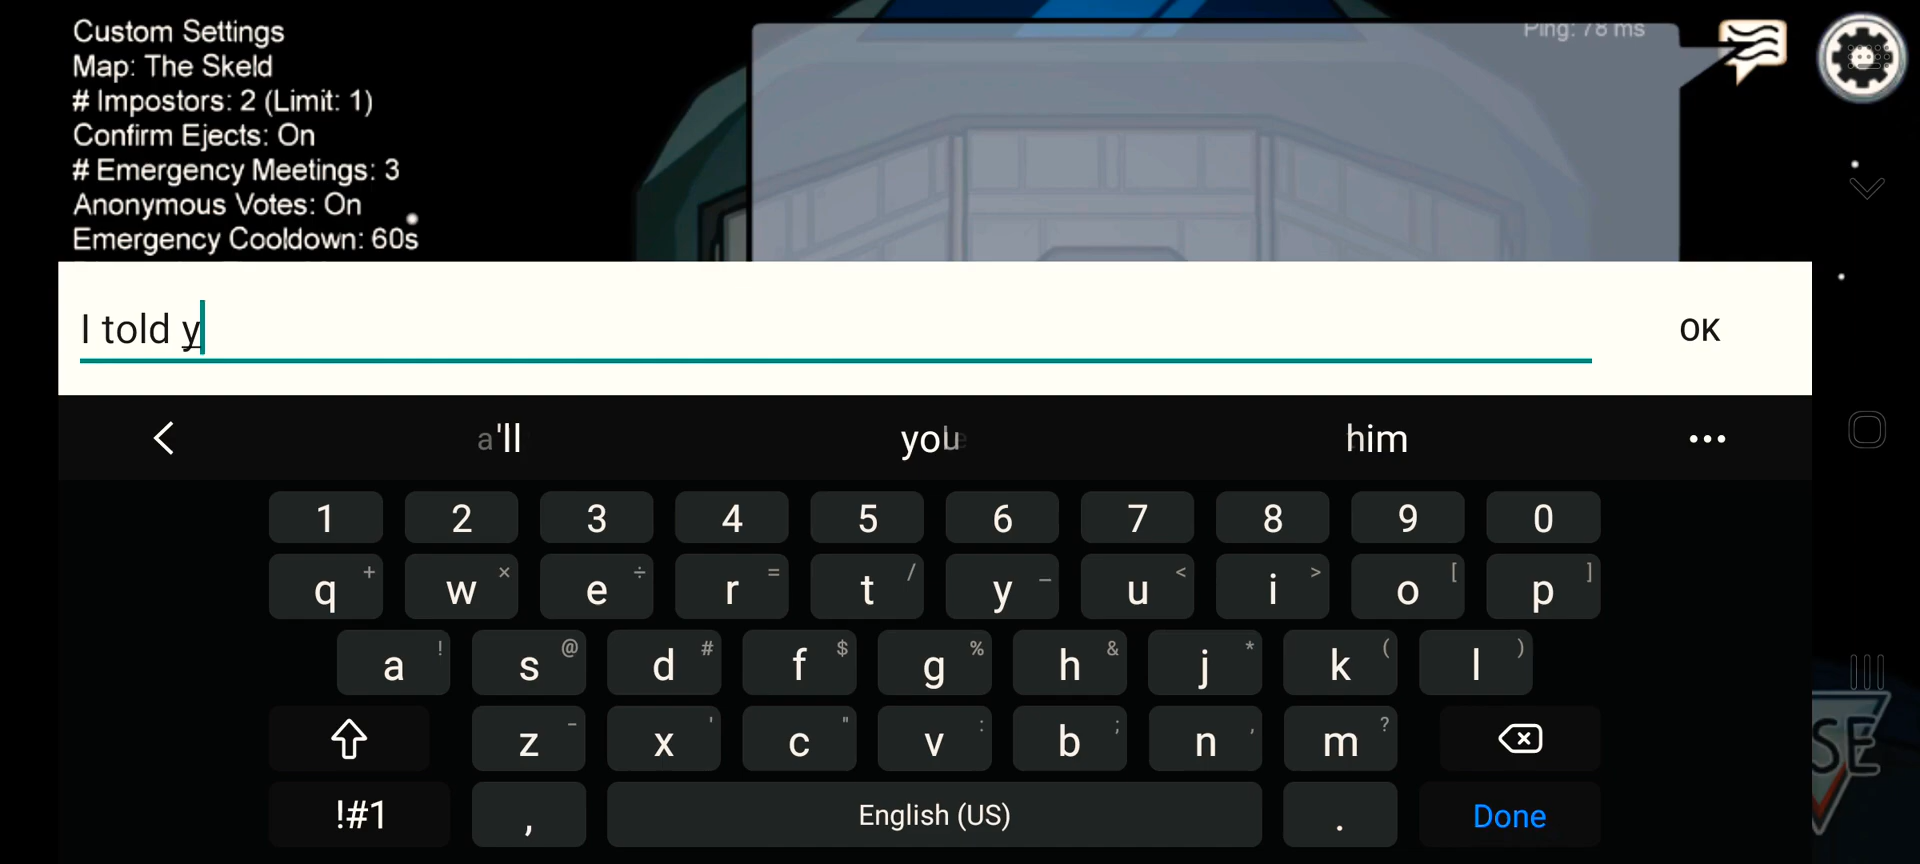 Custom Settings
Map: The Skeld
# Impostors: 2 (Limit: 1)
Confirm Ejects: On
# Emergency Meetings: 3
Anonymous Votes: On
Emergency Cooldown: 60s
Ping: 78 ms
I told y
OK
'll you him
1 2 3 4 5 6 7 8 9 0
q + w × e ÷ r = t / y _ u < i > o [ p ]
a ! s @ d # f $ g % h & j * k ( l )
z - x ' c " v : b ; n , m ?
!#1 , English (US) . Done
SE